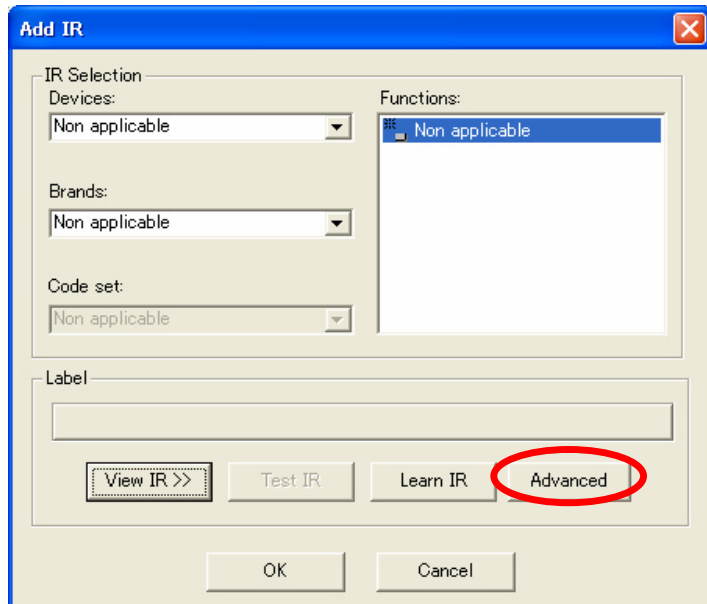 Add IR
IR Selection
Devices:
Non applicable
Brands:
Non applicable
Code set:
Non applicable
Functions:
Non applicable
Label
View IR >>
Test IR
Learn IR
Advanced
OK
Cancel